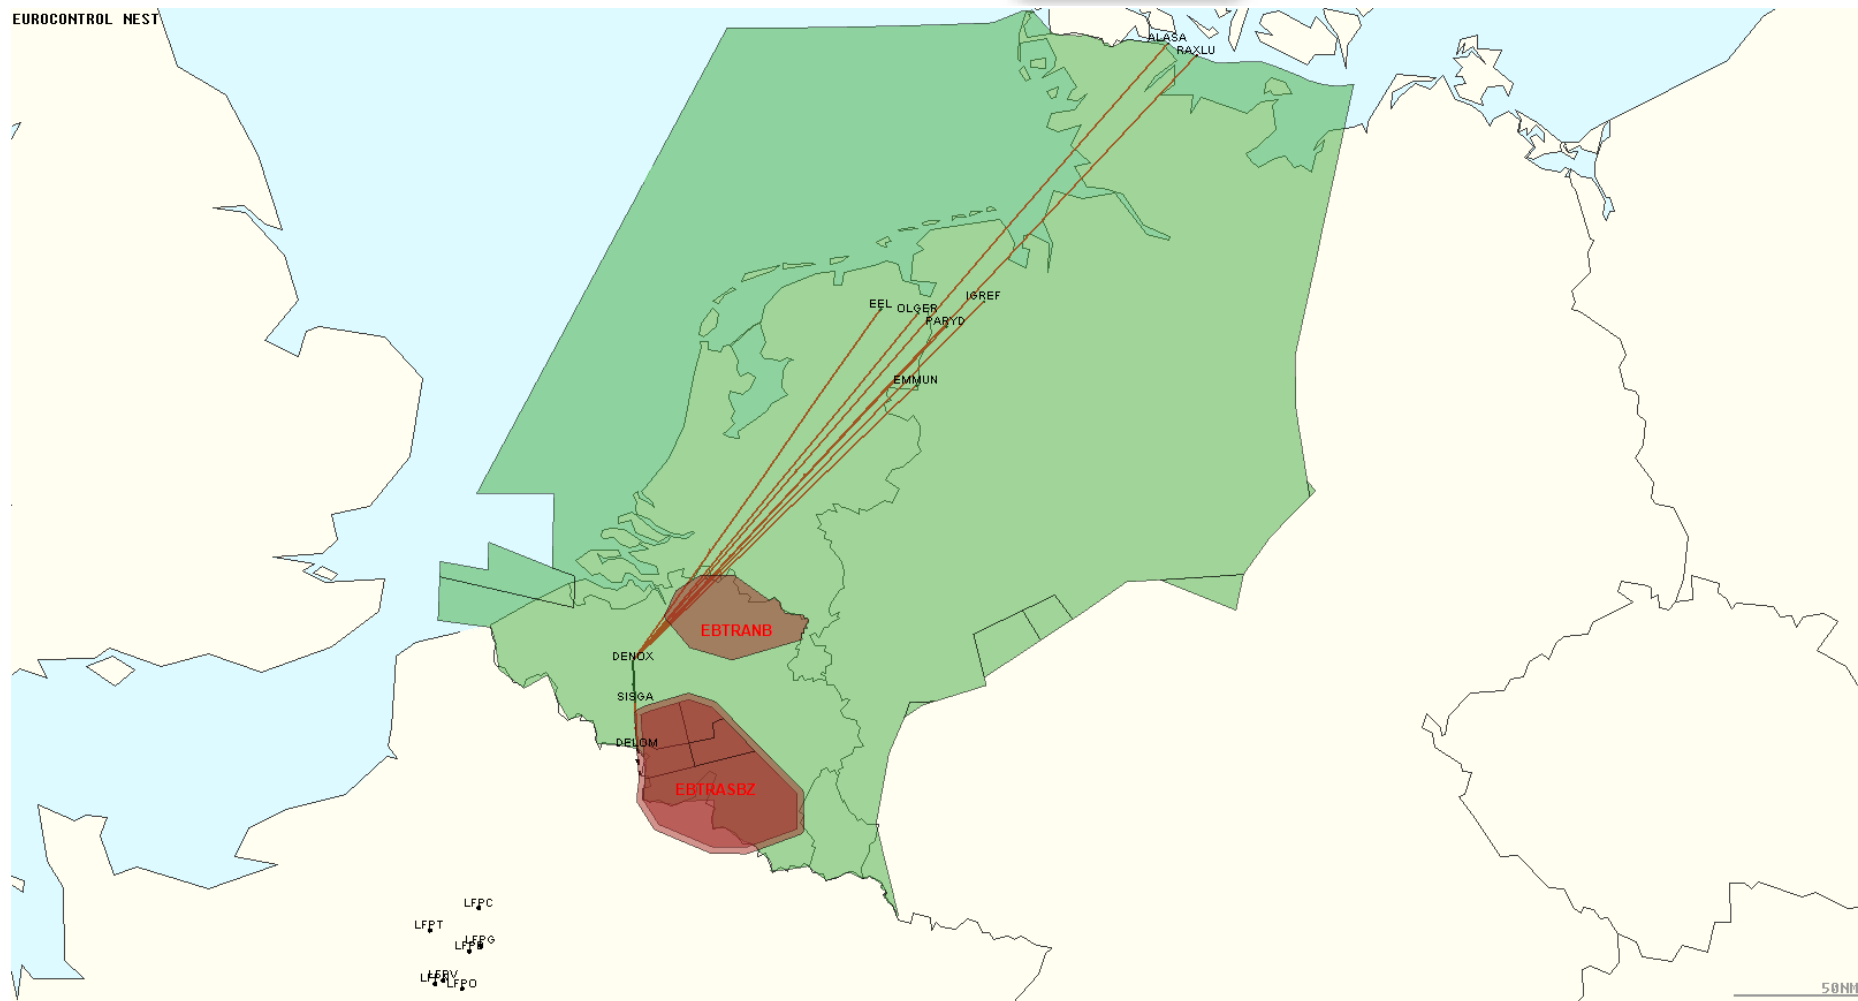 EUROCONTROL NEST
ALASA
RAXLU
IGREF
EEL
OLGER
PARYD
EMMUN
EBTRANB
DENOX
SISGA
DELOM
EBTRASBZ
LFPC
LFPT
LFPG
LFPV
LFPO
50NM